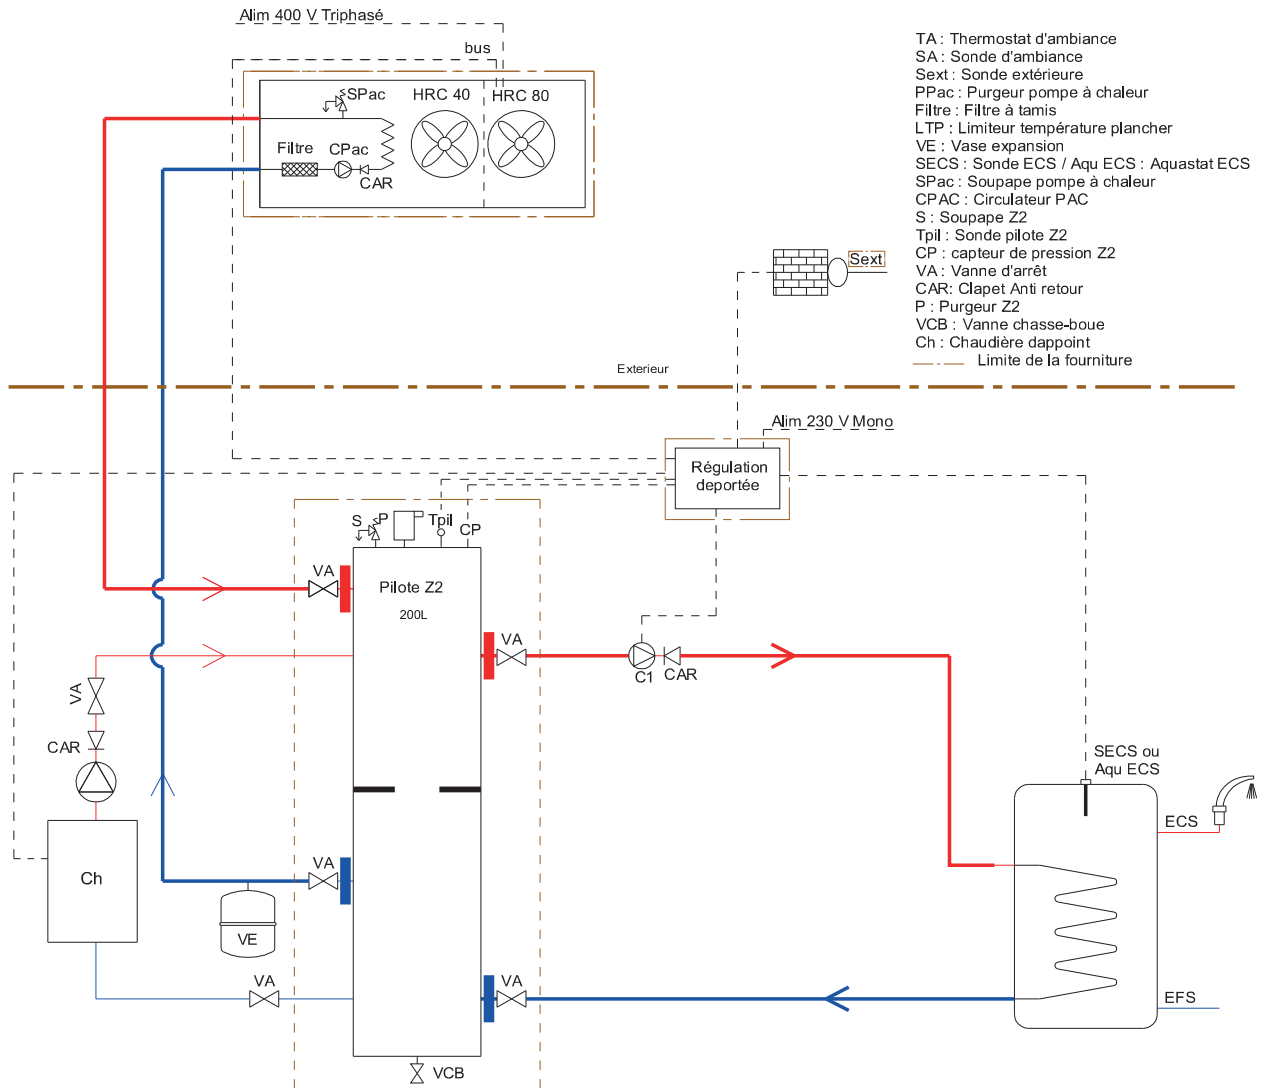 Alim 400 V Triphasé
bus
SPac
HRC 40
HRC 80
Filtre
CPac
CAR
TA : Thermostat d'ambiance
SA : Sonde d'ambiance
Sext : Sonde extérieure
PPac : Purgeur pompe à chaleur
Filtre : Filtre à tamis
LTP : Limiteur température plancher
VE : Vase expansion
SECS : Sonde ECS / Aqu ECS : Aquastat ECS
SPac : Soupape pompe à chaleur
CPAC : Circulateur PAC
S : Soupape Z2
Tpil : Sonde pilote Z2
CP : capteur de pression Z2
VA : Vanne d'arrêt
CAR: Clapet Anti retour
P : Purgeur Z2
VCB : Vanne chasse-boue
Ch : Chaudière dappoint
Limite de la fourniture
Sext
Exterieur
Alim 230 V Mono
Régulation
deportée
S
P
Tpil
CP
VA
Pilote Z2
200L
VA
C1
CAR
VA
CAR
SECS ou
Aqu ECS
ECS
Ch
VA
VE
VA
VA
EFS
VCB